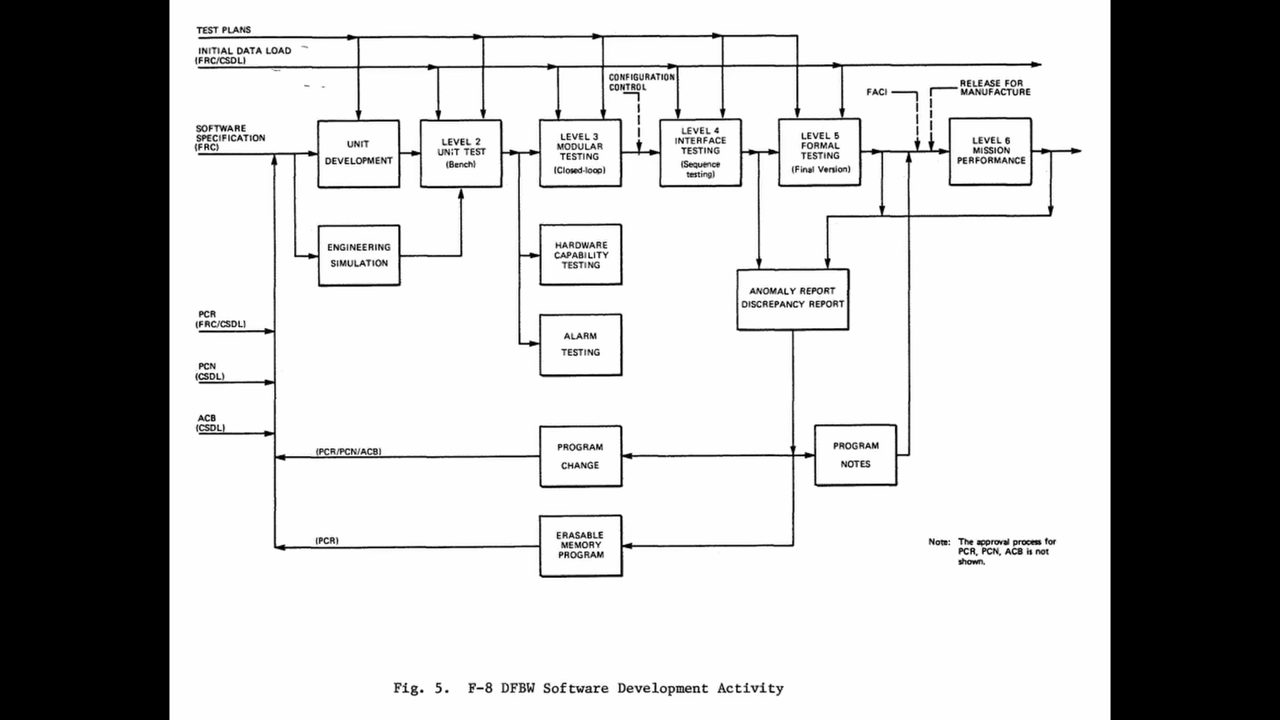 TEST PLANS
INITIAL DATA LOAD
(FRC/CSDL)
CONFIGURATION
CONTROL
FACI
RELEASE FOR
MANUFACTURE
SOFTWARE
SPECIFICATION
(FRC)
UNIT
DEVELOPMENT
LEVEL 2
UNIT TEST
(Bench)
LEVEL 3
MODULAR
TESTING
(Closed-loop)
LEVEL 4
INTERFACE
TESTING
(Sequence
testing)
LEVEL 5
FORMAL
TESTING
(Final Version)
LEVEL 6
MISSION
PERFORMANCE
ENGINEERING
SIMULATION
HARDWARE
CAPABILITY
TESTING
ANOMALY REPORT
DISCREPANCY REPORT
PCR
(FRC/CSDL)
ALARM
TESTING
PCN
(CSDL)
ACB
(CSDL)
(PCR/PCN/ACB)
PROGRAM
CHANGE
PROGRAM
NOTES
(PCR)
ERASABLE
MEMORY
PROGRAM
Note: The approval process for
PCR, PCN, ACB is not
shown.
Fig. 5. F-8 DFBW Software Development Activity